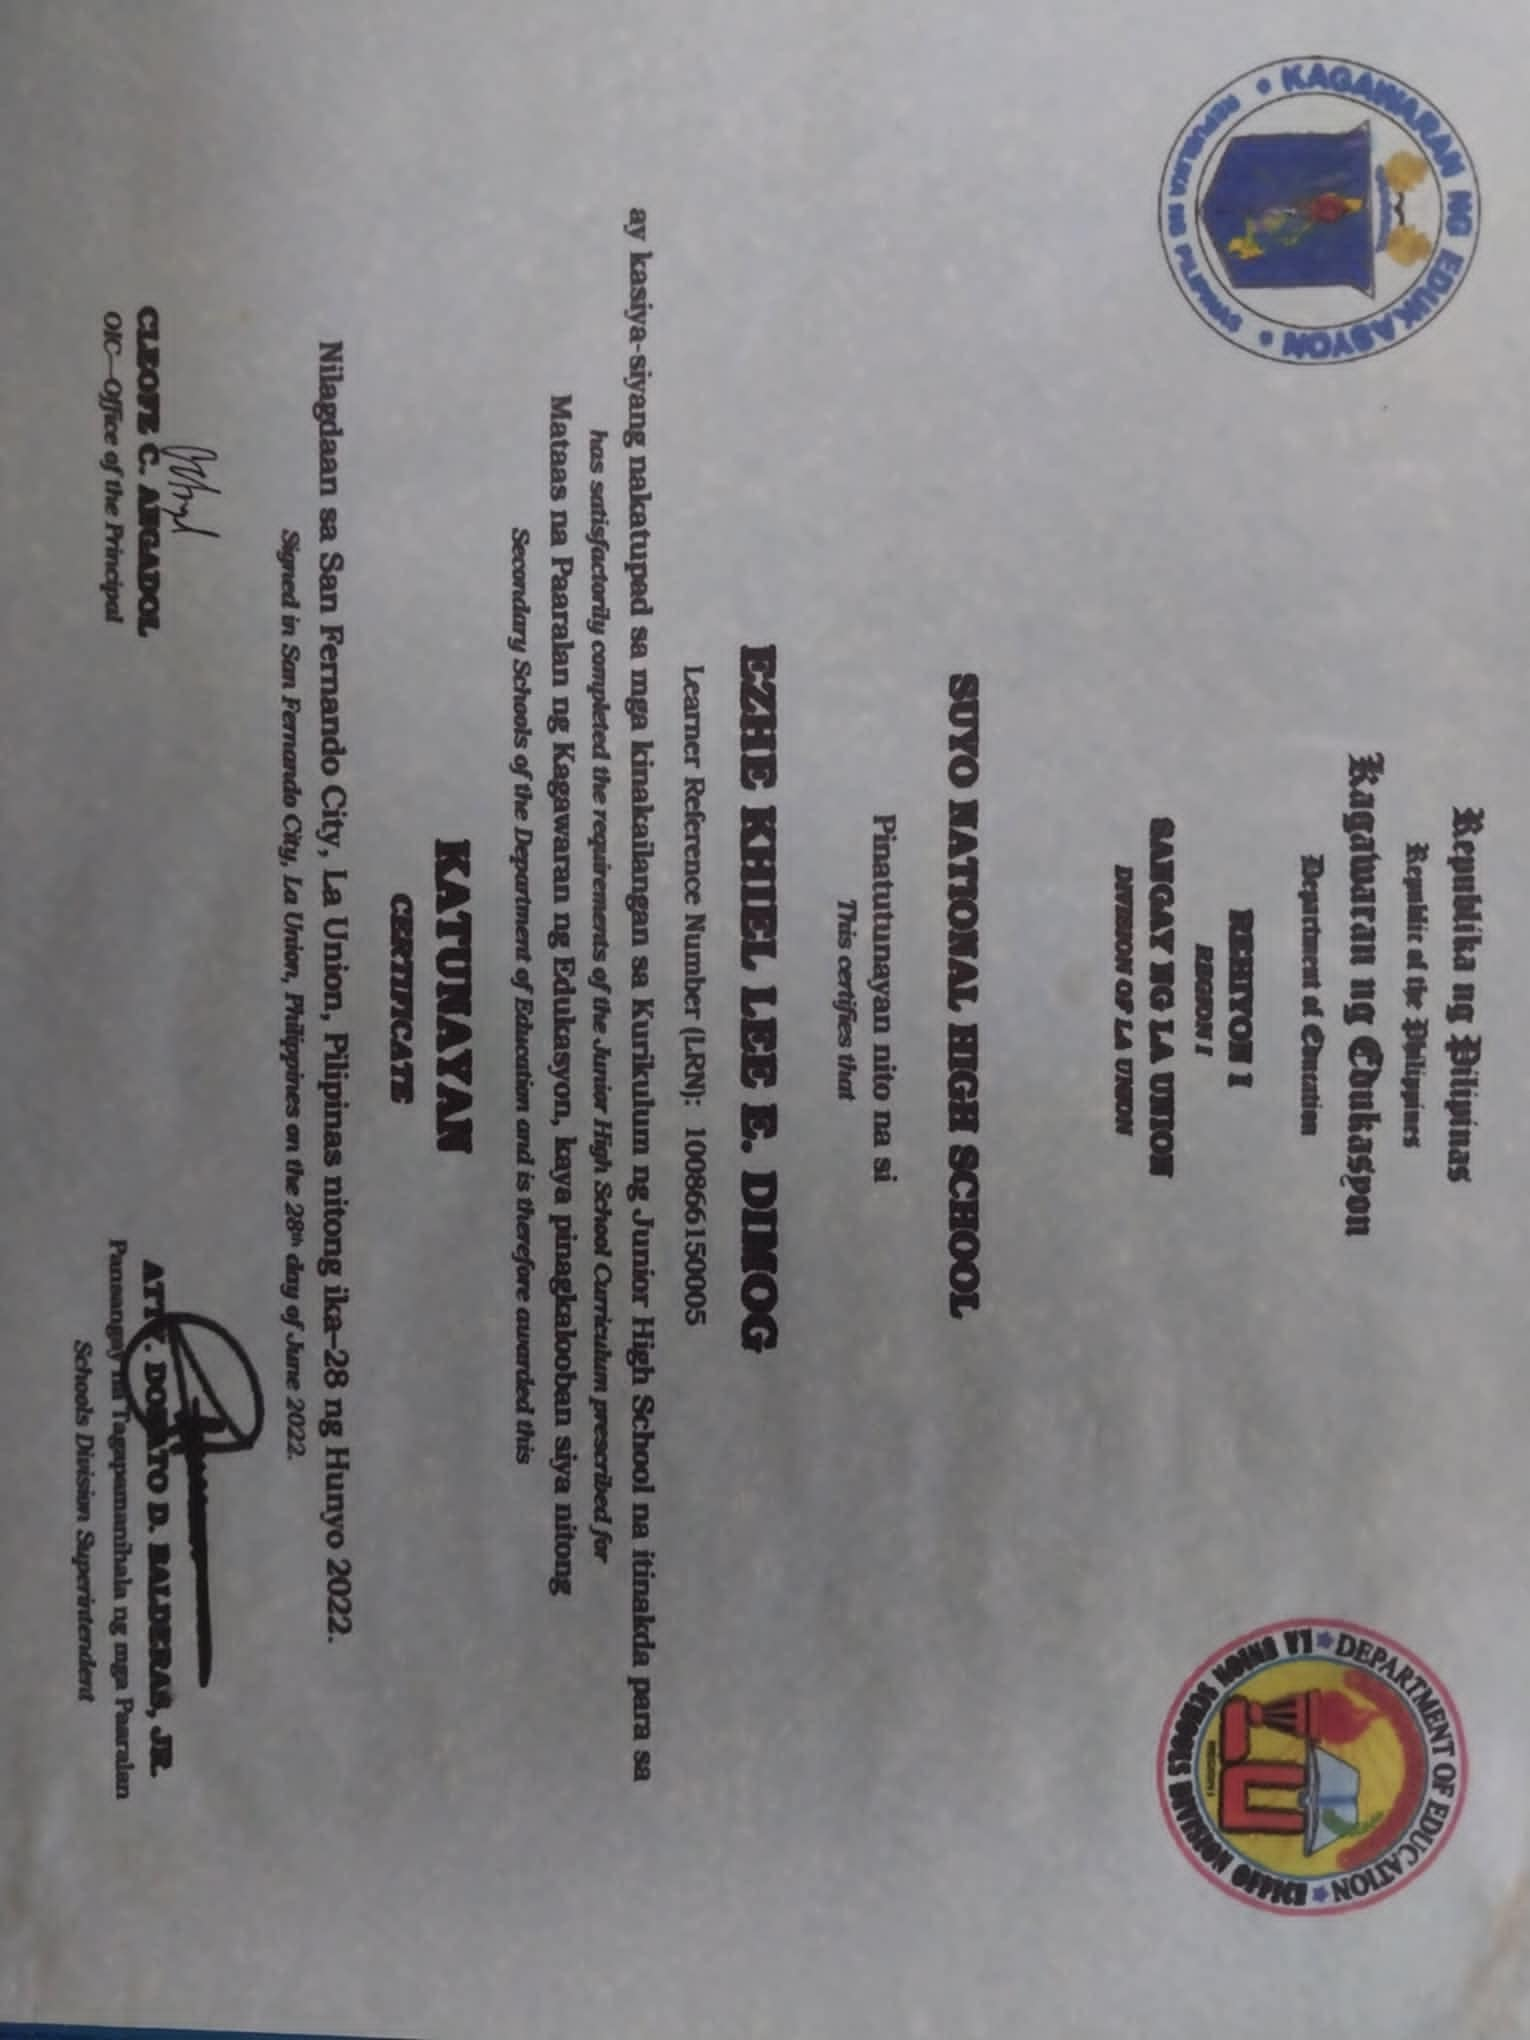 Republika ng Pilipinas
Republic of the Philippines
Kagawaran ng Edukasyon
Department of Education
REHIYON I
REGION I
SANGAY NG LA UNION
DIVISION OF LA UNION
KAGAWARAN NG EDUKASYON
REPUBLIKA NG PILIPINAS
DEPARTMENT OF EDUCATION
LA UNION SCHOOLS DIVISION OFFICE
REGION I
SUYO NATIONAL HIGH SCHOOL
Pinatutunayan nito na si
This certifies that
EZHE KHIEL LEE E. DIMOG
Learner Reference Number (LRN): 100866150005
ay kasiya-siyang nakatupad sa mga kinakailangan sa Kurikulum ng Junior High School na itinakda para sa
has satisfactorily completed the requirements of the Junior High School Curriculum prescribed for
Mataas na Paaralan ng Kagawaran ng Edukasyon, kaya pinagkalooban siya nitong
Secondary Schools of the Department of Education and is therefore awarded this
KATUNAYAN
CERTIFICATE
Nilagdaan sa San Fernando City, La Union, Pilipinas nitong ika-28 ng Hunyo 2022.
Signed in San Fernando City, La Union, Philippines on the 28th day of June 2022.
CLEOFE C. ANGADOL
OIC—Office of the Principal
ATTY. DONATO D. BALDERAS, JR.
Pansangay na Tagapamanihala ng mga Paaralan
Schools Division Superintendent